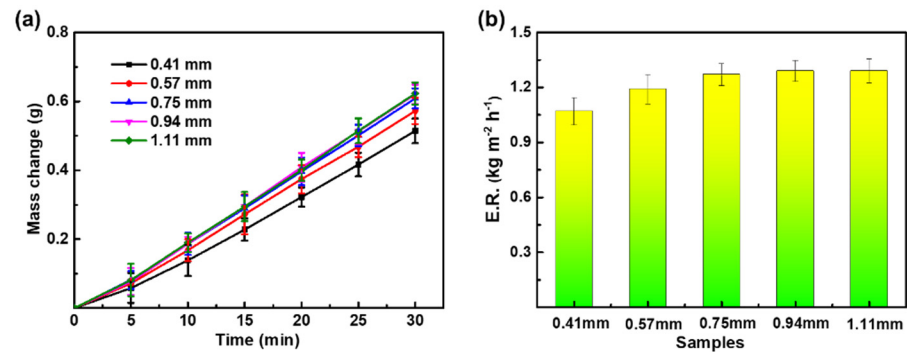 (a)
0.8
0.6
0.4
0.2
0
0 5 10 15 20 25 30
Mass change (g)
Time (min)
0.41 mm
0.57 mm
0.75 mm
0.94 mm
1.11 mm
(b)
1.5
1.2
0.9
0.6
0.3
E.R. (kg m⁻² h⁻¹)
0.41mm 0.57mm 0.75mm 0.94mm 1.11mm
Samples